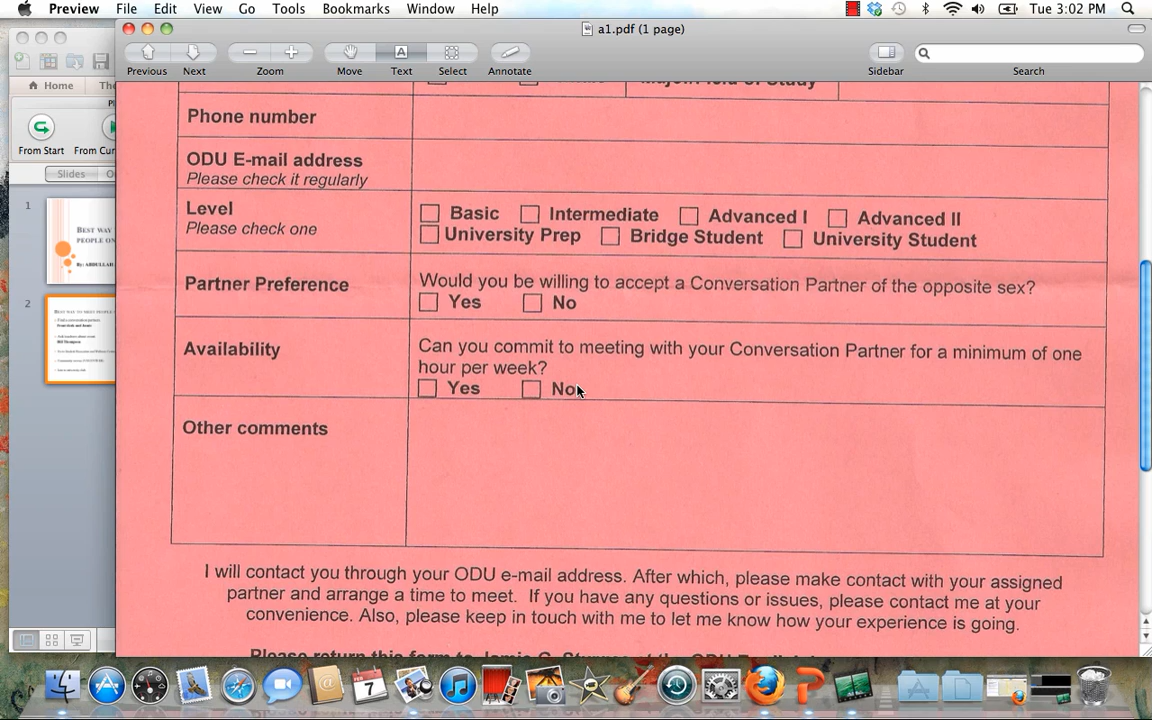 Preview File Edit View Go Tools Bookmarks Window Help Tue 3:02 PM
a1.pdf (1 page)
Previous Next Zoom Move Text Select Annotate Sidebar Search
Home
From Start
Slides
1
2
Phone number
ODU E-mail address
Please check it regularly
Level
Please check one
Basic Intermediate Advanced I Advanced II
University Prep Bridge Student University Student
Partner Preference
Would you be willing to accept a Conversation Partner of the opposite sex?
Yes No
Availability
Can you commit to meeting with your Conversation Partner for a minimum of one
hour per week?
Yes No
Other comments
I will contact you through your ODU e-mail address. After which, please make contact with your assigned
partner and arrange a time to meet. If you have any questions or issues, please contact me at your
convenience. Also, please keep in touch with me to let me know how your experience is going.
FEB
7